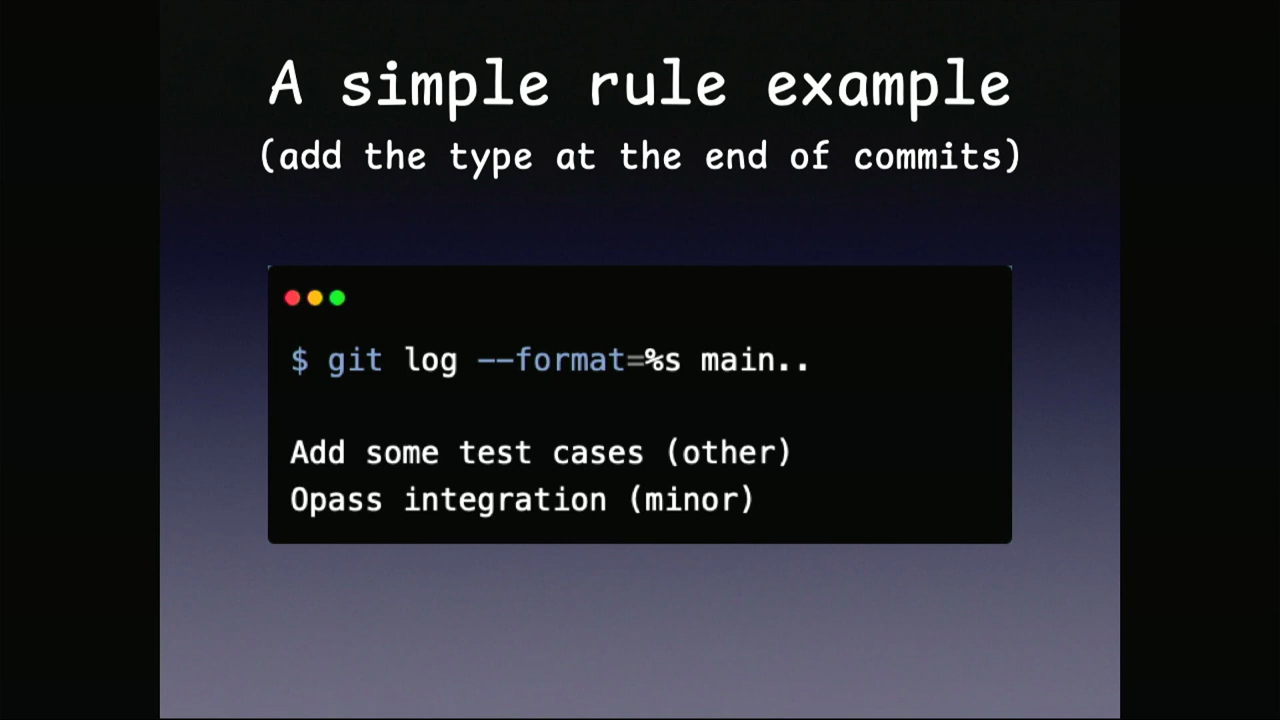 A simple rule example
(add the type at the end of commits)
$ git log --format=%s main..
Add some test cases (other)
Opass integration (minor)